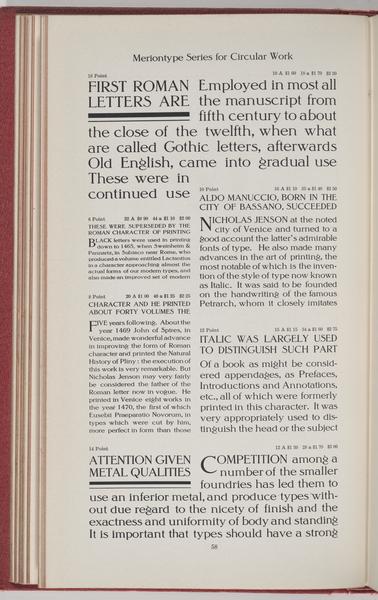 Meriontype Series for Circular Work
18 Point
10 A $1 60 18 a $1 70 $3 30
FIRST ROMAN
LETTERS ARE
Employed in most all
the manuscript from
fifth century to about
the close of the twelfth, when what
are called Gothic letters, afterwards
Old English, came into gradual use
These were in
continued use
6 Point
THESE WERE SUPERSEDED BY THE
ROMAN CHARACTER OF PRINTING
BLACK letters were used in printing
down to 1465, when Sweinheim &
Pannartz, in Subiaco near Rome, who
produced a volume entitled Lactantius
in a character approaching almost the
actual forms of our modern types, and
also made an improved set of modern
8 Point
CHARACTER AND HE PRINTED
ABOUT FORTY VOLUMES THE
FIVE years following. About the
year 1469 John of Spires, in
Venice, made wonderful advance
in improving the form of Roman
character and printed the Natural
History of Pliny: the execution of
this work is very remarkable. But
Nicholas Jenson may very fairly
be considered the father of the
Roman letter now in vogue. He
printed in Venice eight works in
the year 1470, the first of which
Eusebii Praeparatio Novorum, in
types which were cut by him,
more perfect in form than those
10 Point
ALDO MANUCCIO, BORN IN THE
CITY OF BASSANO, SUCCEEDED
NICHOLAS JENSON at the noted
city of Venice and turned to a
good account the latter's admirable
fonts of type. He also made many
advances in the art of printing, the
most notable of which is the inven-
tion of the style of type now known
as Italic. It was said to be founded
on the handwriting of the famous
Petrarch, whom it closely imitates
12 Point
ITALIC WAS LARGELY USED
TO DISTINGUISH SUCH PART
Of a book as might be consid-
ered appendages, as Prefaces,
Introductions and Annotations,
etc., all of which were formerly
printed in this character. It was
very appropriately used to dis-
tinguish the head or the subject
14 Point
ATTENTION GIVEN
METAL QUALITIES
COMPETITION among a
number of the smaller
foundries has led them to
use an inferior metal, and produce types with-
out due regard to the nicety of finish and the
exactness and uniformity of body and standing
It is important that types should have a strong
58